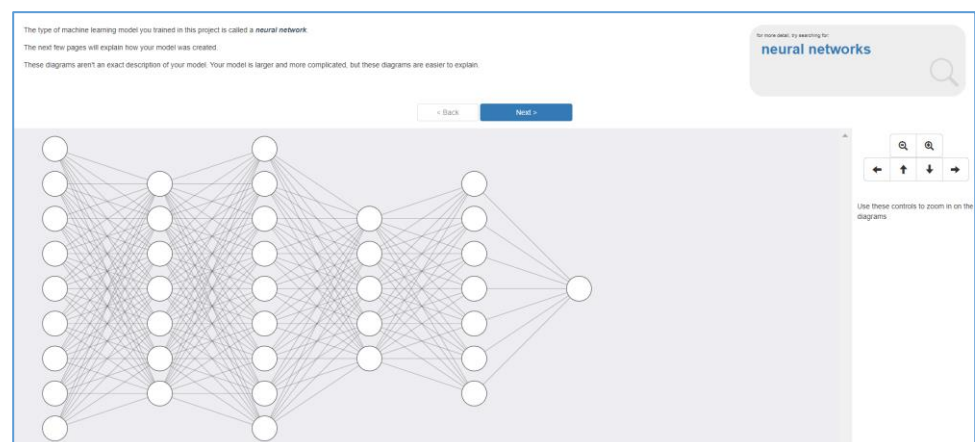 The type of machine learning model you trained in this project is called a neural network.
The next few pages will explain how your model was created.
These diagrams aren't an exact description of your model. Your model is larger and more complicated, but these diagrams are easier to explain.
for more detail, try searching for:
neural networks
< Back
Next >
Use these controls to zoom in on the
diagrams